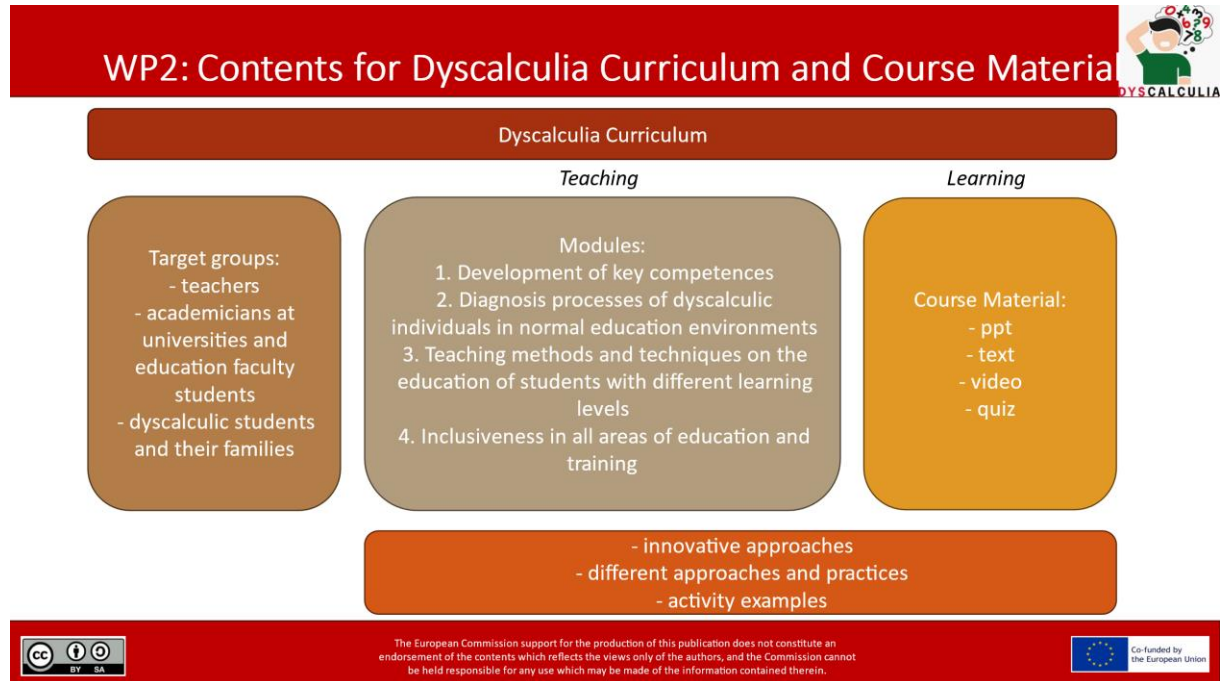 WP2: Contents for Dyscalculia Curriculum and Course Material
DYSCALCULIA
Dyscalculia Curriculum
Teaching
Learning
Target groups:
- teachers
- academicians at
universities and
education faculty
students
- dyscalculic students
and their families
Modules:
1. Development of key competences
2. Diagnosis processes of dyscalculic
individuals in normal education environments
3. Teaching methods and techniques on the
education of students with different learning
levels
4. Inclusiveness in all areas of education and
training
Course Material:
- ppt
- text
- video
- quiz
- innovative approaches
- different approaches and practices
- activity examples
cc
BY SA
The European Commission support for the production of this publication does not constitute an
endorsement of the contents which reflects the views only of the authors, and the Commission cannot
be held responsible for any use which may be made of the information contained therein.
Co-funded by
the European Union